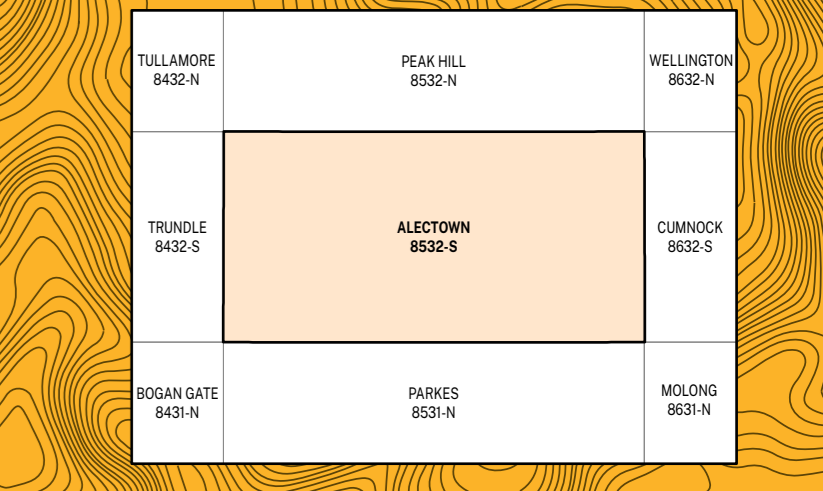 TULLAMORE
8432-N
PEAK HILL
8532-N
WELLINGTON
8632-N
TRUNDLE
8432-S
ALECTOWN
8532-S
CUMNOCK
8632-S
BOGAN GATE
8431-N
PARKES
8531-N
MOLONG
8631-N